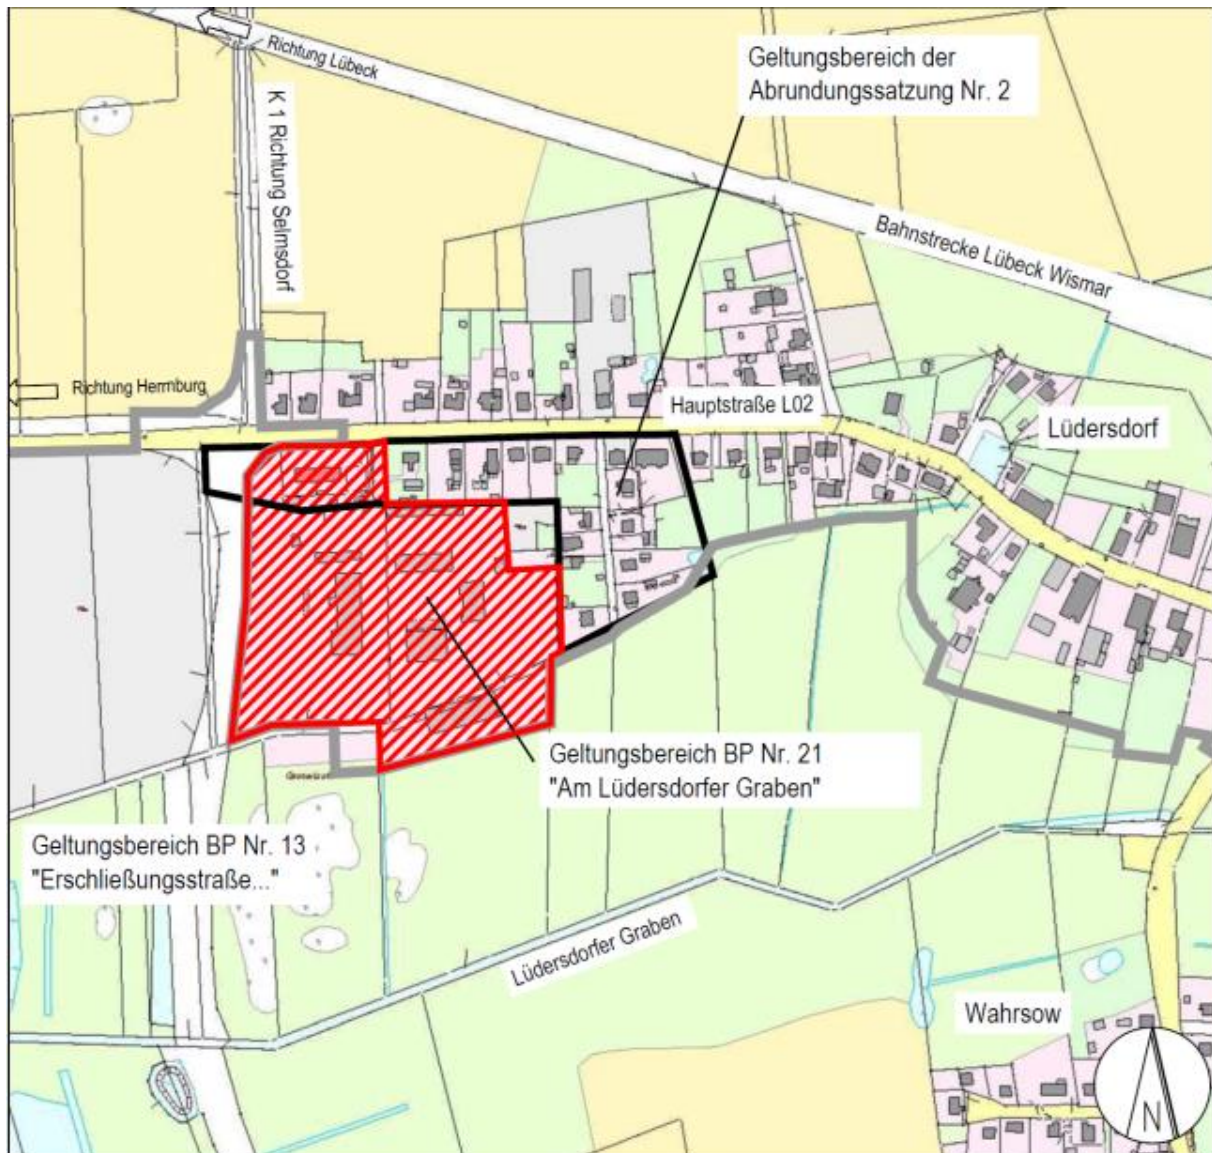 Richtung Lübeck
Geltungsbereich der
Abrundungssatzung Nr. 2
K 1 Richtung Selmsdorf
Bahnstrecke Lübeck Wismar
Richtung Herrnburg
Hauptstraße L02
Lüdersdorf
Geltungsbereich BP Nr. 21
"Am Lüdersdorfer Graben"
Geltungsbereich BP Nr. 13
"Erschließungsstraße..."
Lüdersdorfer Graben
Wahrsow
N